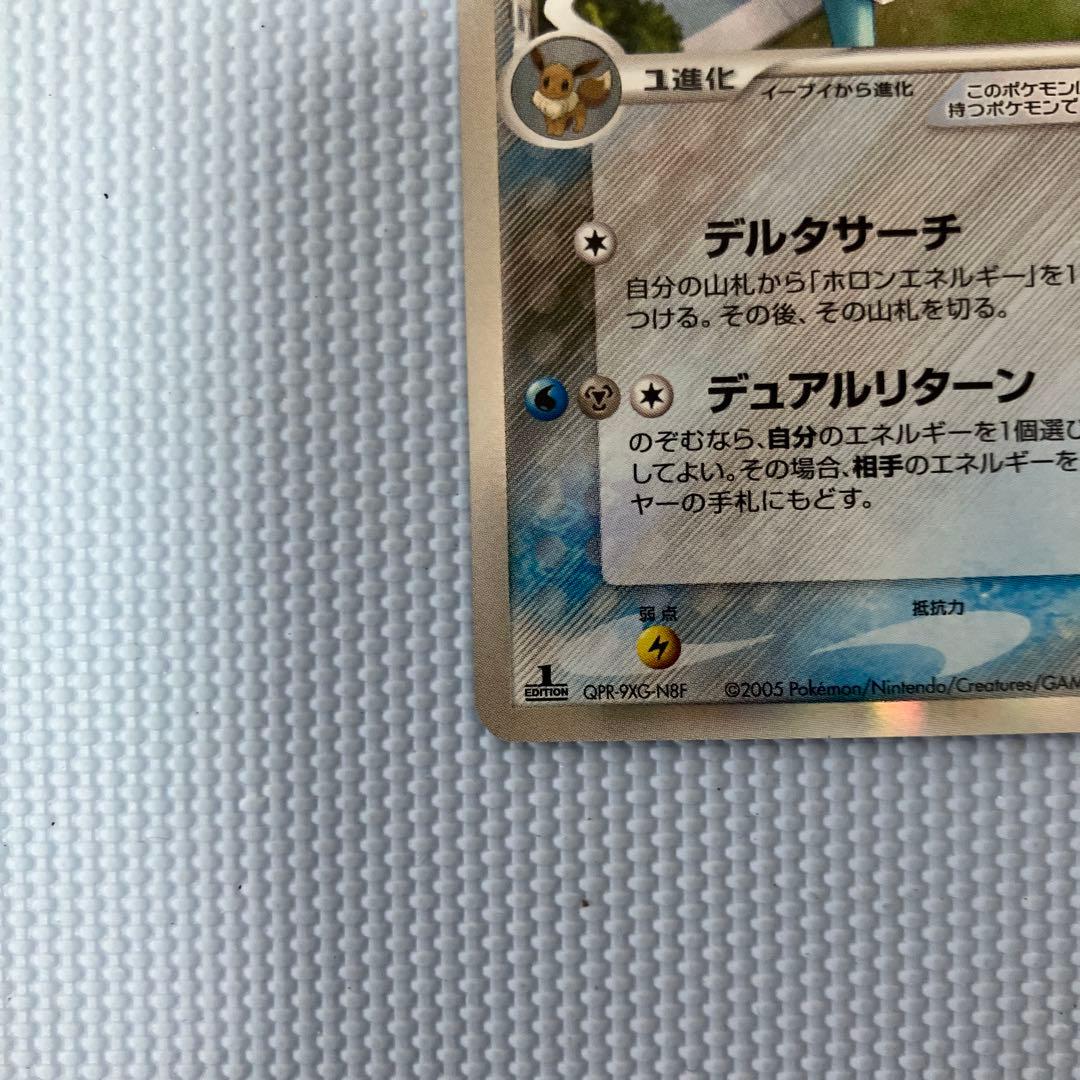 1進化
イーブイから進化
このポケモンは
持つポケモンで
デルタサーチ
自分の山札から「ホロンエネルギー」を1
つける。その後、その山札を切る。
デュアルリターン
のぞむなら、自分のエネルギーを1個選び
してよい。その場合、相手のエネルギーを
ヤーの手札にもどす。
弱点
抵抗力
1
EDITION
QPR-9XG-N8F
©2005 Pokémon/Nintendo/Creatures/GAM